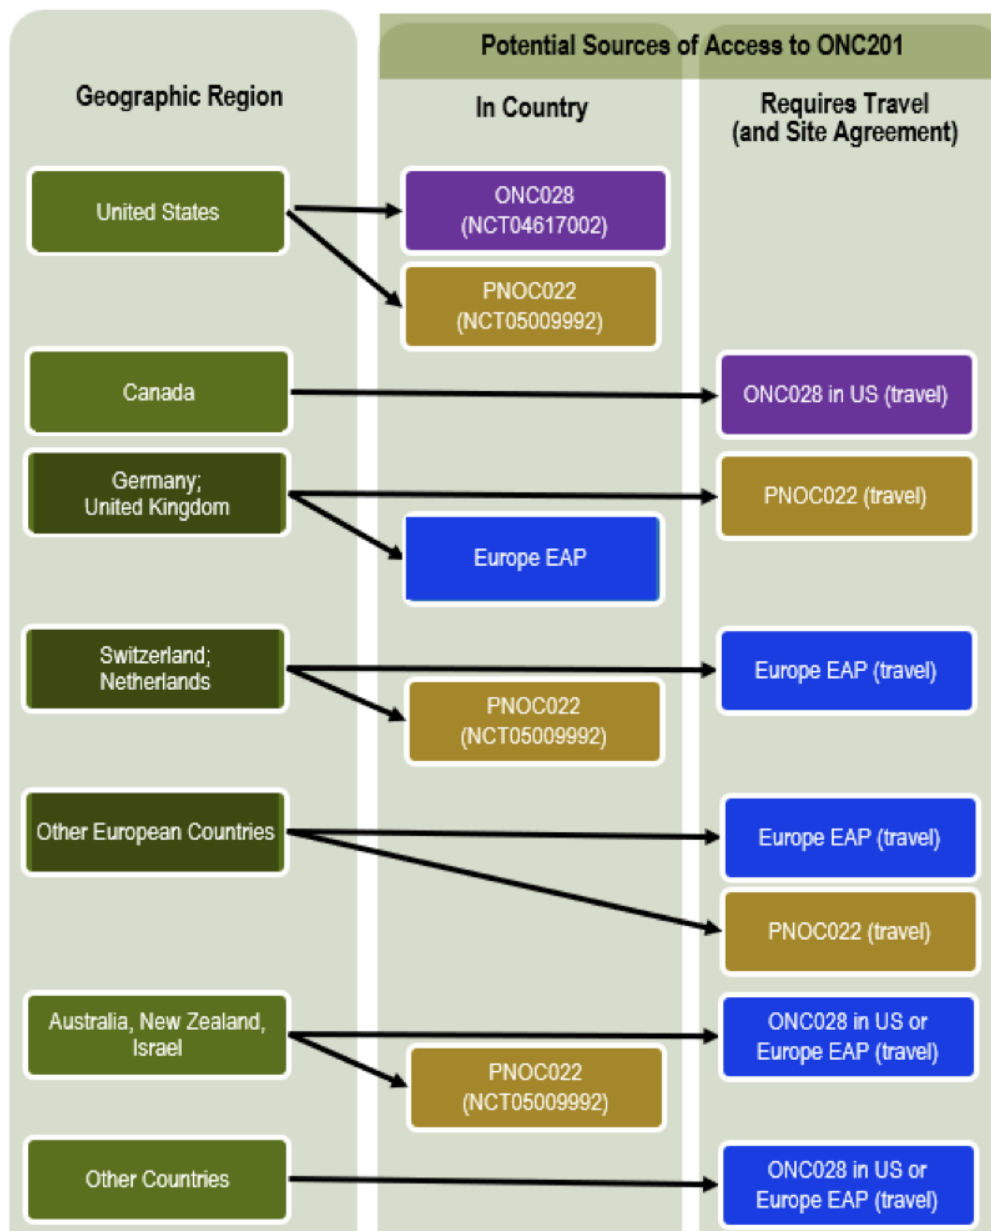 Potential Sources of Access to ONC201
Geographic Region
In Country
Requires Travel
(and Site Agreement)
United States
ONC028
(NCT04617002)
PNOC022
(NCT05009992)
Canada
ONC028 in US (travel)
Germany;
United Kingdom
PNOC022 (travel)
Europe EAP
Switzerland;
Netherlands
Europe EAP (travel)
PNOC022
(NCT05009992)
Other European Countries
Europe EAP (travel)
PNOC022 (travel)
Australia, New Zealand,
Israel
ONC028 in US or
Europe EAP (travel)
PNOC022
(NCT05009992)
Other Countries
ONC028 in US or
Europe EAP (travel)